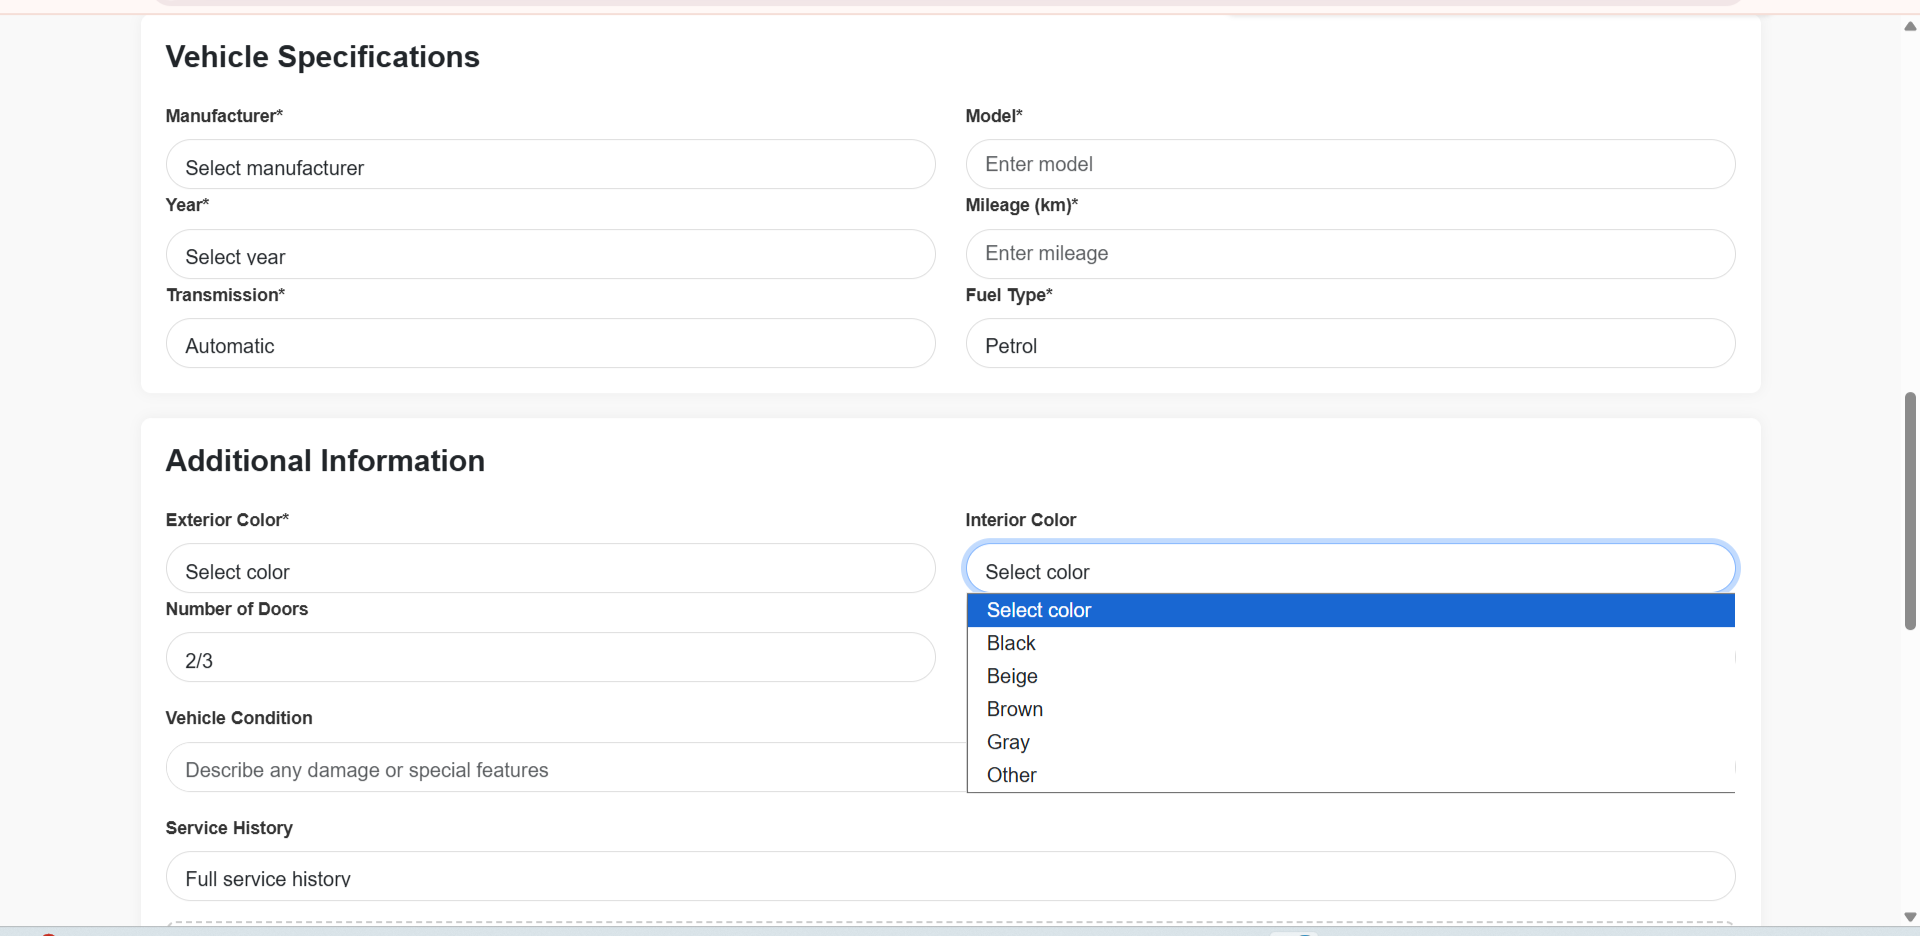 Vehicle Specifications
Manufacturer*
Model*
Select manufacturer
Enter model
Year*
Mileage (km)*
Select year
Enter mileage
Transmission*
Fuel Type*
Automatic
Petrol
Additional Information
Exterior Color*
Interior Color
Select color
Select color
Number of Doors
2/3
Select color
Black
Beige
Brown
Gray
Other
Vehicle Condition
Describe any damage or special features
Service History
Full service history